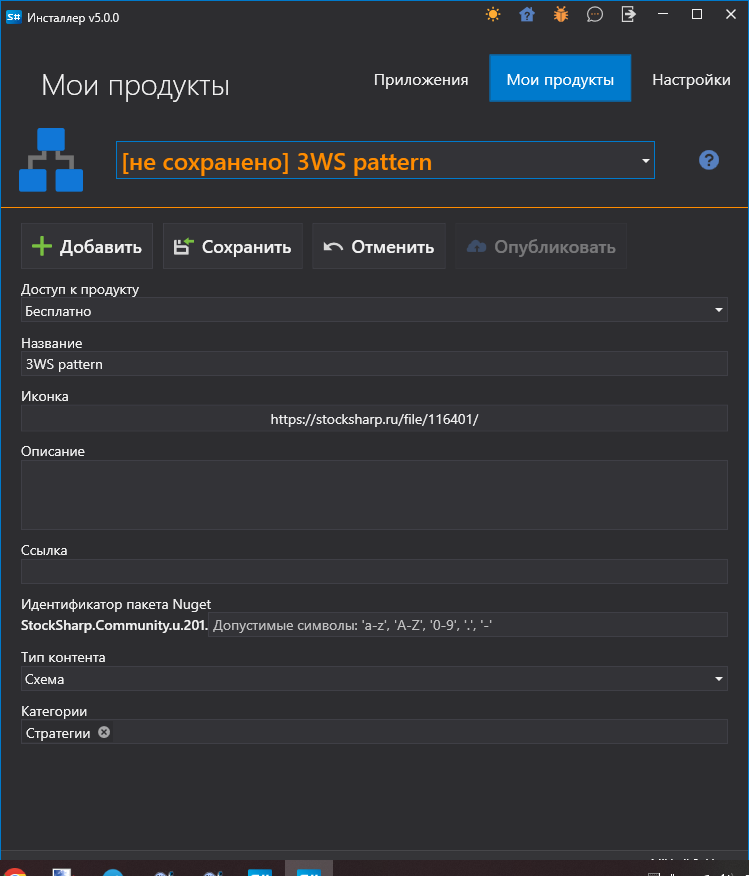 S# Инсталлер v5.0.0
Мои продукты
Приложения Мои продукты Настройки
[не сохранено] 3WS pattern
Добавить Сохранить Отменить Опубликовать
Доступ к продукту
Бесплатно
Название
3WS pattern
Иконка
https://stocksharp.ru/file/116401/
Описание
Ссылка
Идентификатор пакета Nuget
StockSharp.Community.u.201. Допустимые символы: 'a-z', 'A-Z', '0-9', '.', '-'
Тип контента
Схема
Категории
Стратегии